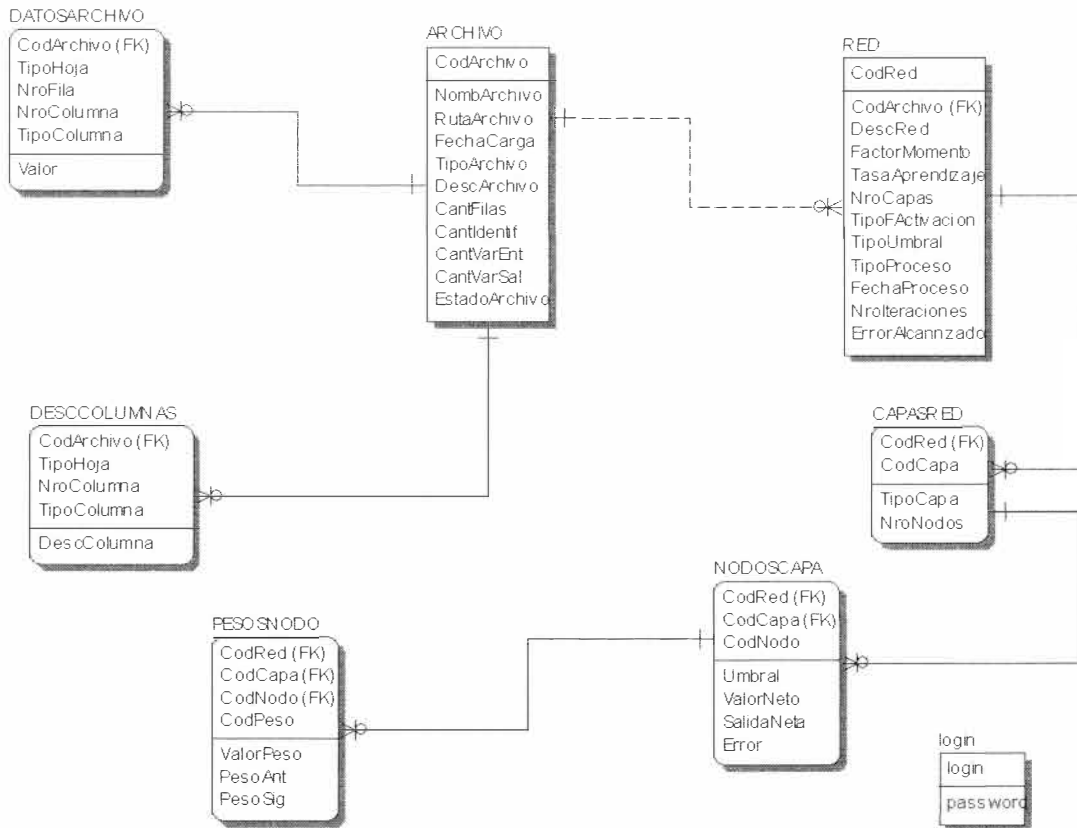 DATOSARCHIVO
CodArchivo (FK)
TipoHoja
NroFila
NroColumna
TipoColumna
Valor
ARCHIVO
CodArchivo
NombArchivo
RutaArchivo
FechaCarga
TipoArchivo
DescArchivo
CantFilas
CantIdentif
CantVarEnt
CantVarSal
EstadoArchivo
RED
CodRed
CodArchivo (FK)
DescRed
FactorMomento
TasaAprendizaje
NroCapas
TipoFActivacion
TipoUmbral
TipoProceso
FechaProceso
NroIteraciones
ErrorAlcannzado
DESCCOLUMNAS
CodArchivo (FK)
TipoHoja
NroColumna
TipoColumna
DescColumna
CAPASRED
CodRed (FK)
CodCapa
TipoCapa
NroNodos
PESOSNODO
CodRed (FK)
CodCapa (FK)
CodNodo (FK)
CodPeso
ValorPeso
PesoAnt
PesoSig
NODOSCAPA
CodRed (FK)
CodCapa (FK)
CodNodo
Umbral
ValorNeto
SalidaNeta
Error
login
login
password